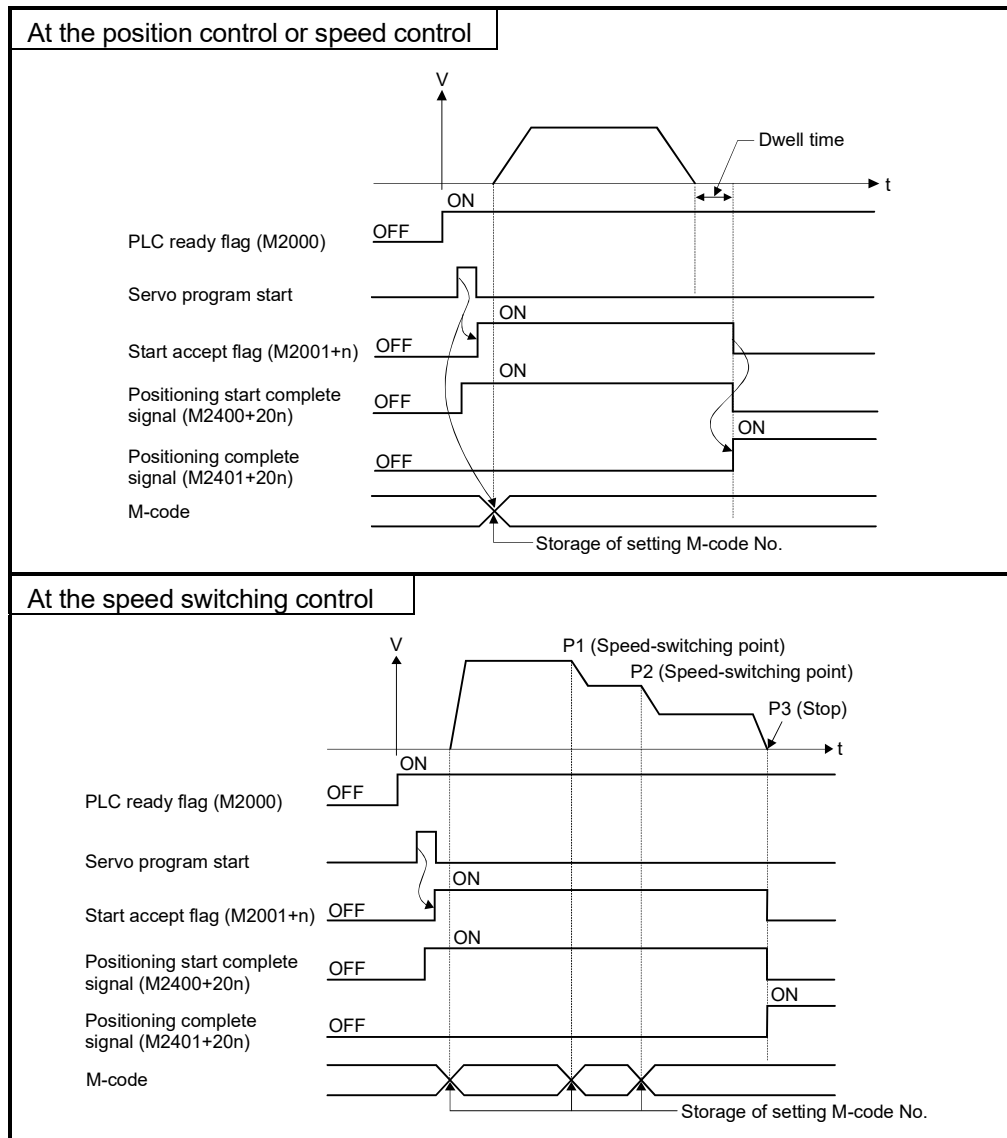 At the position control or speed control
V
Dwell time
t
ON
OFF
PLC ready flag (M2000)
Servo program start
ON
OFF
Start accept flag (M2001+n)
ON
Positioning start complete
signal (M2400+20n)
OFF
ON
Positioning complete
signal (M2401+20n)
OFF
M-code
Storage of setting M-code No.
At the speed switching control
V
P1 (Speed-switching point)
P2 (Speed-switching point)
P3 (Stop)
t
ON
OFF
PLC ready flag (M2000)
Servo program start
ON
Start accept flag (M2001+n)
OFF
ON
Positioning start complete
signal (M2400+20n)
OFF
ON
Positioning complete
signal (M2401+20n)
OFF
M-code
Storage of setting M-code No.